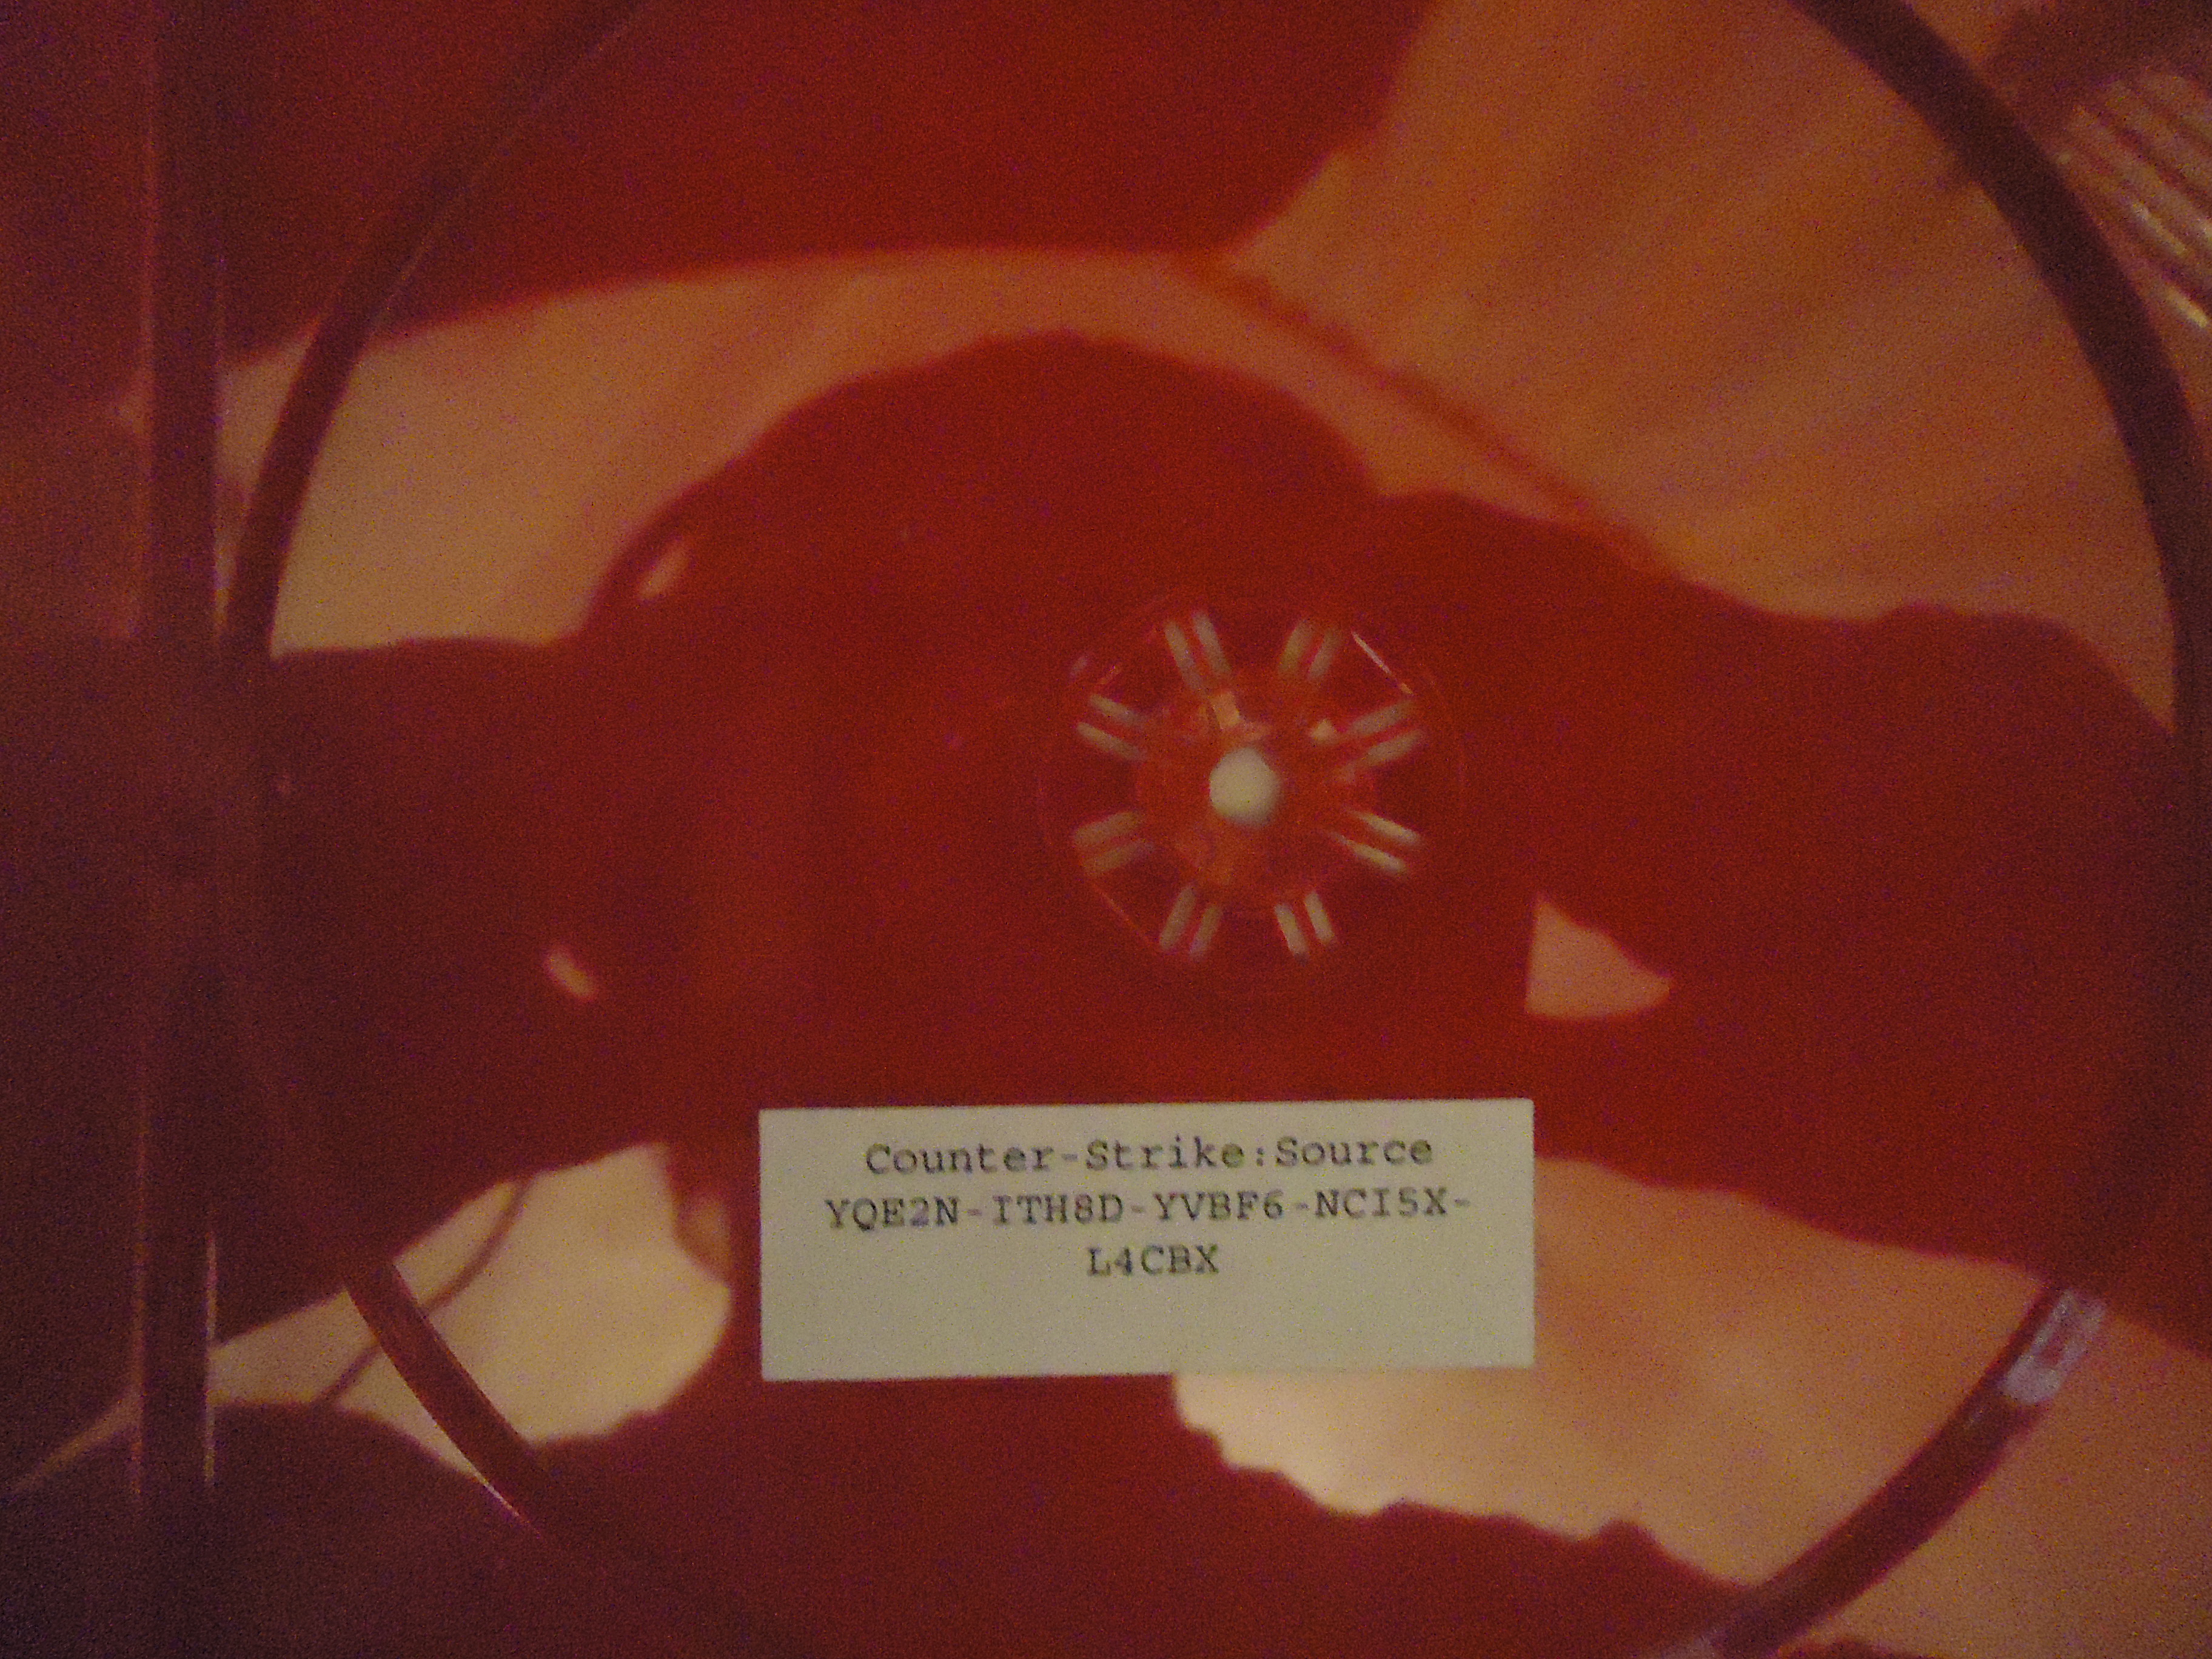 Counter-Strike:Source
YQE2N-ITH8D-YVBF6-NCI5X-
L4CBX